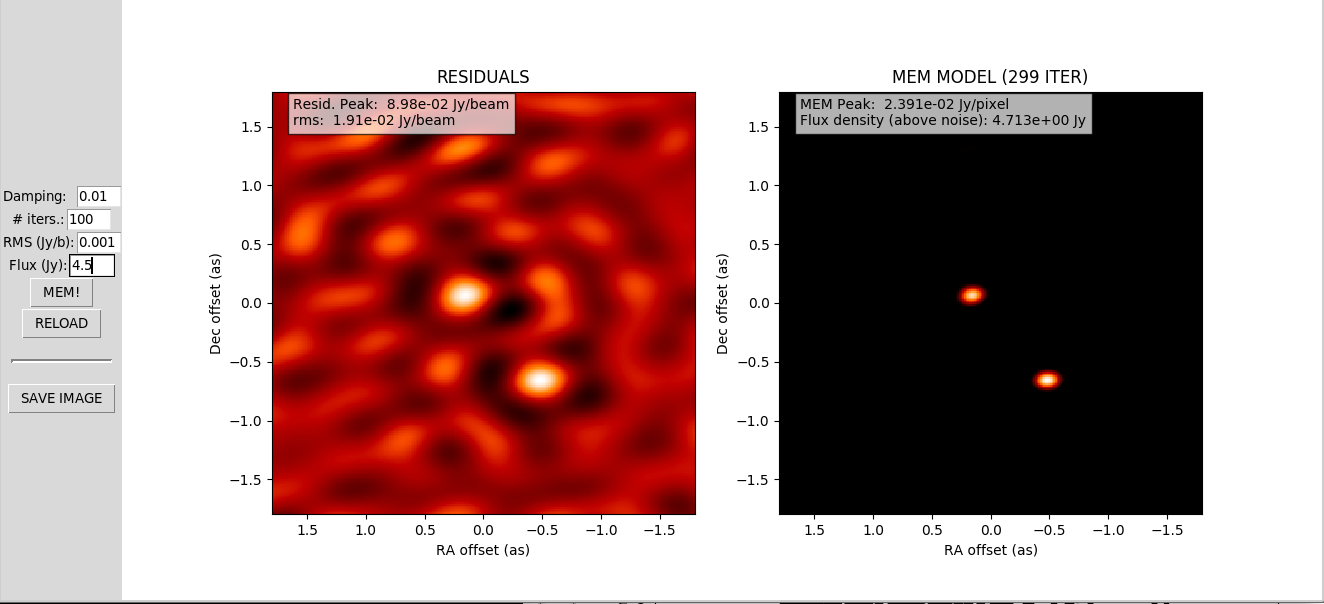 Damping: 0.01
# iters.: 100
RMS (Jy/b): 0.001
Flux (Jy): 4.5
MEM!
RELOAD
SAVE IMAGE
RESIDUALS
Resid. Peak: 8.98e-02 Jy/beam
rms: 1.91e-02 Jy/beam
Dec offset (as)
1.5
1.0
0.5
0.0
−0.5
−1.0
−1.5
1.5 1.0 0.5 0.0 −0.5 −1.0 −1.5
RA offset (as)
MEM MODEL (299 ITER)
MEM Peak: 2.391e-02 Jy/pixel
Flux density (above noise): 4.713e+00 Jy
Dec offset (as)
1.5
1.0
0.5
0.0
−0.5
−1.0
−1.5
1.5 1.0 0.5 0.0 −0.5 −1.0 −1.5
RA offset (as)